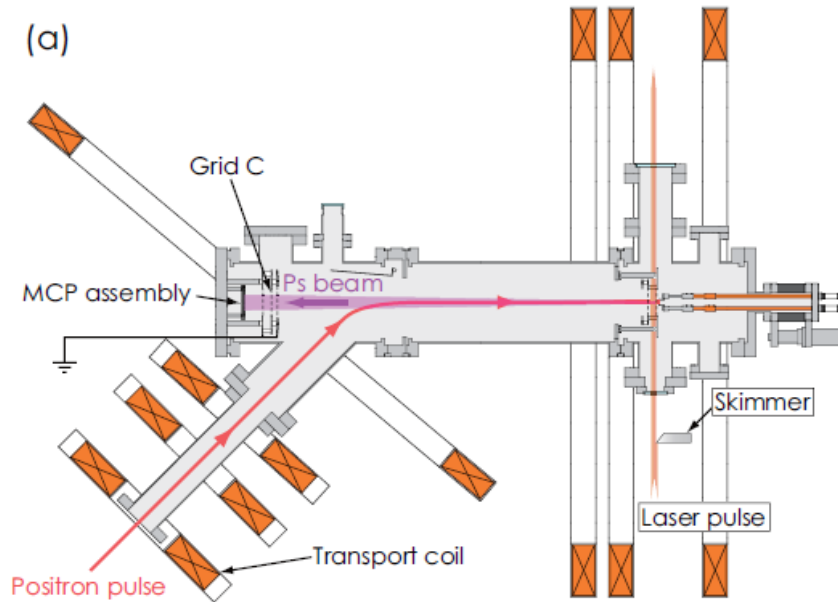 (a)
Grid C
Ps beam
MCP assembly
Skimmer
Laser pulse
Transport coil
Positron pulse